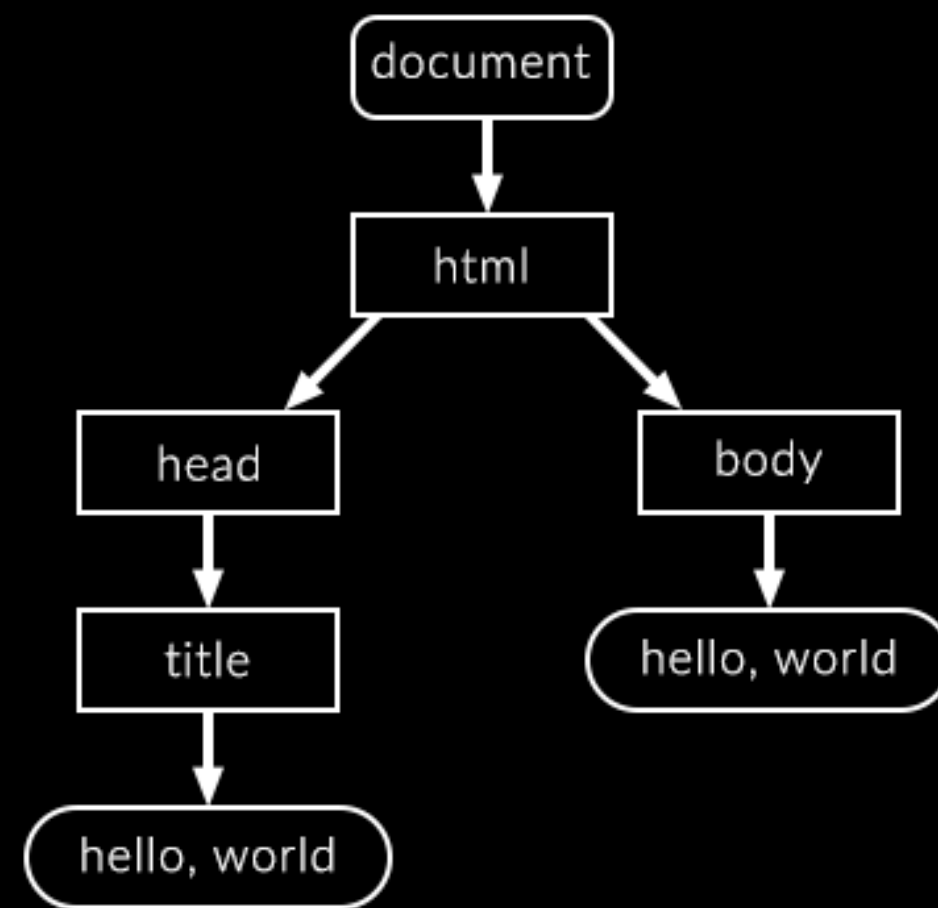 document
html
head
body
title
hello, world
hello, world